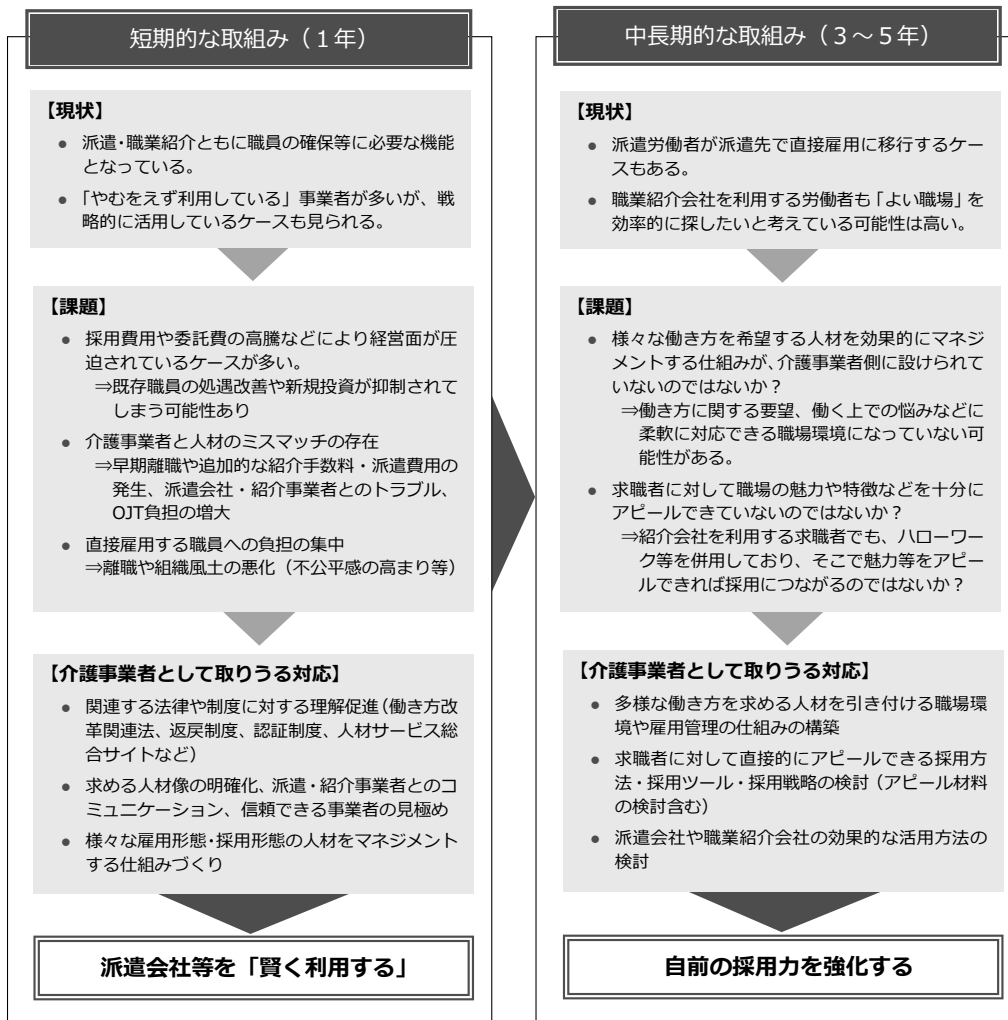 短期的な取組み（１年）
【現状】
● 派遣・職業紹介ともに職員の確保等に必要な機能
となっている。
● 「やむをえず利用している」事業者が多いが、戦
略的に活用しているケースも見られる。
【課題】
● 採用費用や委託費の高騰などにより経営面が圧
迫されているケースが多い。
⇒既存職員の処遇改善や新規投資が抑制されて
しまう可能性あり
● 介護事業者と人材のミスマッチの存在
⇒早期離職や追加的な紹介手数料・派遣費用の
発生、派遣会社・紹介事業者とのトラブル、
OJT負担の増大
● 直接雇用する職員への負担の集中
⇒離職や組織風土の悪化（不公平感の高まり等）
【介護事業者として取りうる対応】
● 関連する法律や制度に対する理解促進（働き方改
革関連法、返戻制度、認証制度、人材サービス総
合サイトなど）
● 求める人材像の明確化、派遣・紹介事業者とのコ
ミュニケーション、信頼できる事業者の見極め
● 様々な雇用形態・採用形態の人材をマネジメント
する仕組みづくり
派遣会社等を「賢く利用する」
中長期的な取組み（３～５年）
【現状】
● 派遣労働者が派遣先で直接雇用に移行するケー
スもある。
● 職業紹介会社を利用する労働者も「よい職場」を
効率的に探したいと考えている可能性は高い。
【課題】
● 様々な働き方を希望する人材を効果的にマネジ
メントする仕組みが、介護事業者側に設けられて
いないのではないか？
⇒働き方に関する要望、働く上での悩みなどに
柔軟に対応できる職場環境になっていない可
能性がある。
● 求職者に対して職場の魅力や特徴などを十分に
アピールできていないのではないか？
⇒紹介会社を利用する求職者でも、ハローワー
ク等を併用しており、そこで魅力等をアピー
ルできれば採用につながるのではないか？
【介護事業者として取りうる対応】
● 多様な働き方を求める人材を引き付ける職場環
境や雇用管理の仕組みの構築
● 求職者に対して直接的にアピールできる採用方
法・採用ツール・採用戦略の検討（アピール材料
の検討含む）
● 派遣会社や職業紹介会社の効果的な活用方法の
検討
自前の採用力を強化する